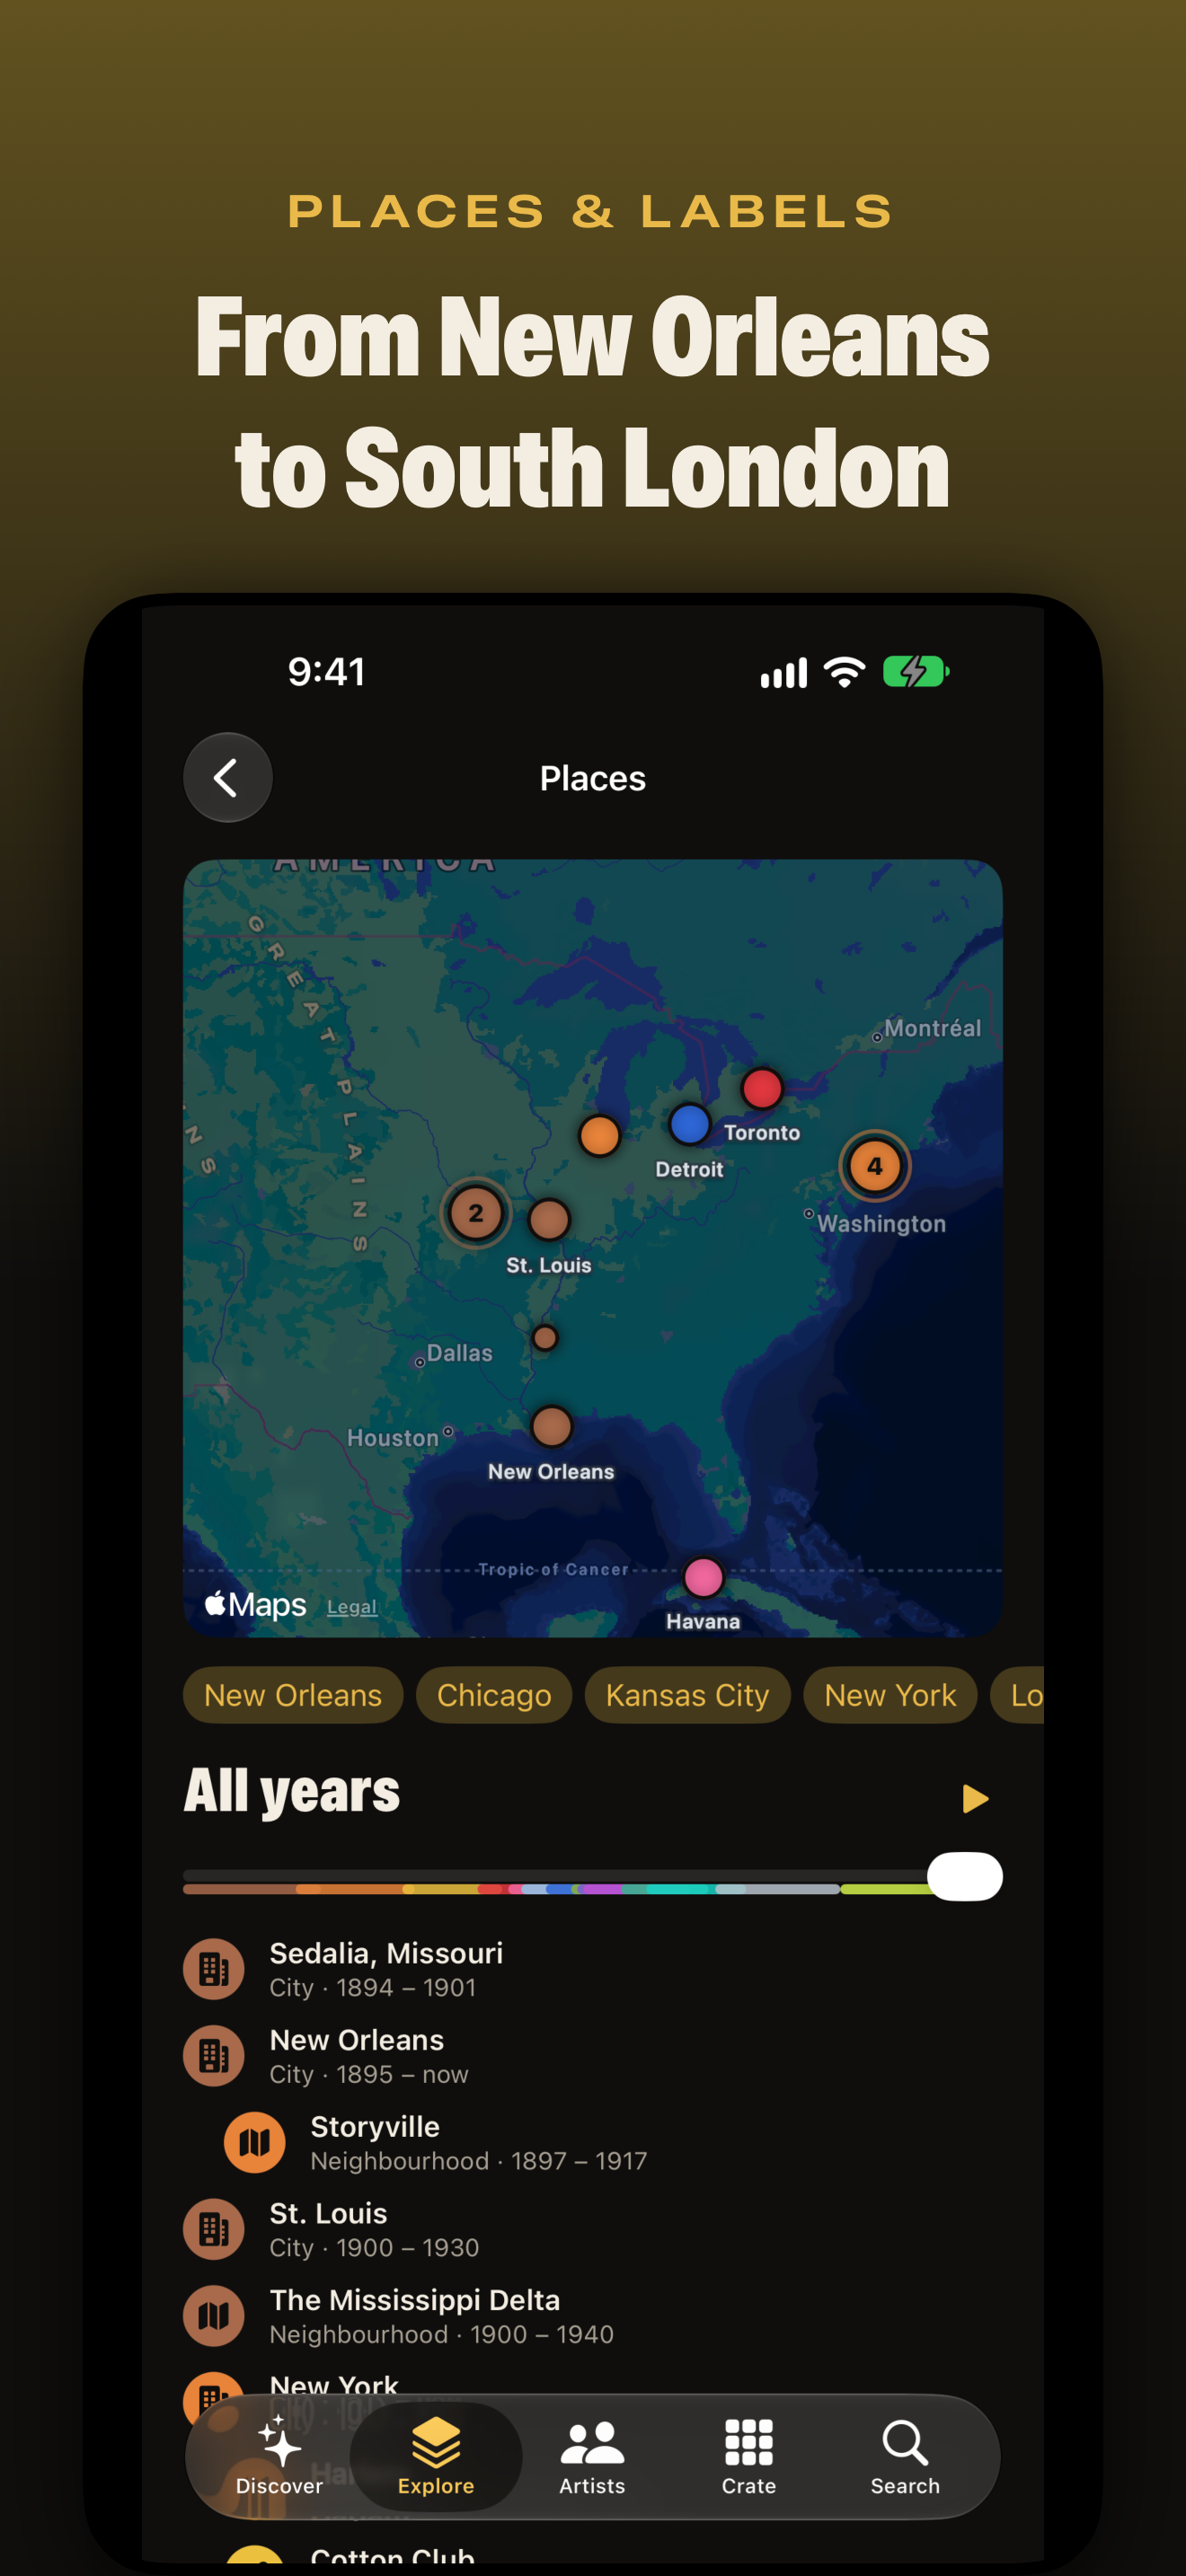 PLACES & LABELS
From New Orleans
to South London
9:41
Places
AMERICA
GREAT PLAINS
Montréal
Toronto
Detroit
4
Washington
2
St. Louis
Dallas
Houston
New Orleans
Tropic of Cancer
Maps Legal
Havana
New Orleans Chicago Kansas City New York Lo
All years
Sedalia, Missouri
City · 1894 – 1901
New Orleans
City · 1895 – now
Storyville
Neighbourhood · 1897 – 1917
St. Louis
City · 1900 – 1930
The Mississippi Delta
Neighbourhood · 1900 – 1940
New York
Discover Explore Artists Crate Search
Cotton Club